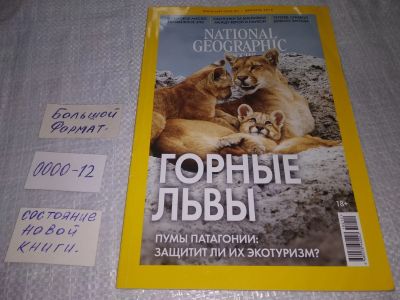 Большой
Формат.
0000-12
состояние
новой
книги.
NATIONAL
GEOGRAPHIC
ГОРНЫЕ
ЛЬВЫ
18+
ПУМЫ ПАТАГОНИИ:
ЗАЩИТИТ ЛИ ИХ ЭКОТУРИЗМ?